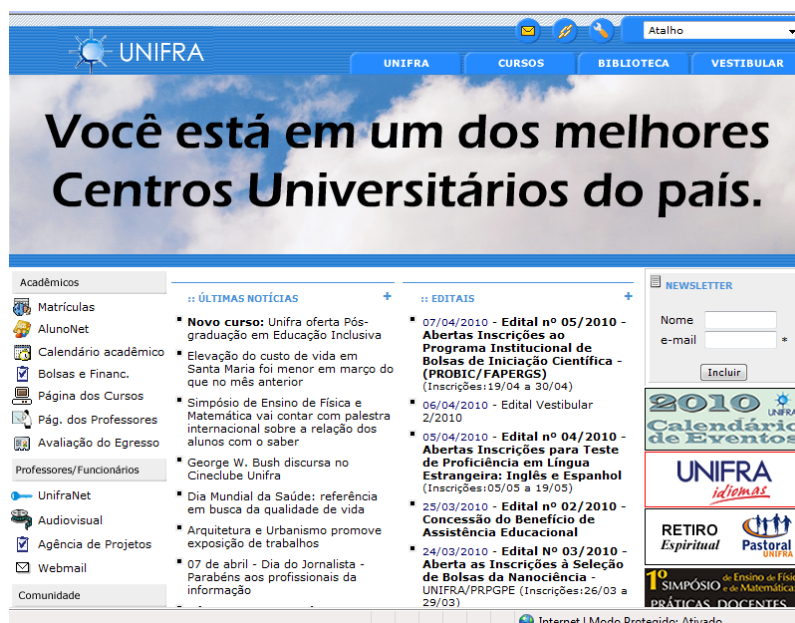 UNIFRA
Atalho
UNIFRA CURSOS BIBLIOTECA VESTIBULAR
Você está em um dos melhores
Centros Universitários do país.
Acadêmicos
Matrículas
AlunoNet
Calendário acadêmico
Bolsas e Financ.
Página dos Cursos
Pág. dos Professores
Avaliação do Egresso
Professores/Funcionários
UnifraNet
Audiovisual
Agência de Projetos
Webmail
Comunidade
:: ÚLTIMAS NOTÍCIAS +
Novo curso: Unifra oferta Pós-
graduação em Educação Inclusiva
Elevação do custo de vida em
Santa Maria foi menor em março do
que no mês anterior
Simpósio de Ensino de Física e
Matemática vai contar com palestra
internacional sobre a relação dos
alunos com o saber
George W. Bush discursa no
Cineclube Unifra
Dia Mundial da Saúde: referência
em busca da qualidade de vida
Arquitetura e Urbanismo promove
exposição de trabalhos
07 de abril - Dia do Jornalista -
Parabéns aos profissionais da
informação
:: EDITAIS +
07/04/2010 - Edital nº 05/2010 -
Abertas Inscrições ao
Programa Institucional de
Bolsas de Iniciação Científica -
(PROBIC/FAPERGS)
(Inscrições:19/04 a 30/04)
06/04/2010 - Edital Vestibular
2/2010
05/04/2010 - Edital nº 04/2010 -
Abertas Inscrições para Teste
de Proficiência em Língua
Estrangeira: Inglês e Espanhol
(Inscrições:05/05 a 19/05)
25/03/2010 - Edital nº 02/2010 -
Concessão do Benefício de
Assistência Educacional
24/03/2010 - Edital Nº 03/2010 -
Aberta as Inscrições à Seleção
de Bolsas da Nanociência -
UNIFRA/PRPGPE (Inscrições:26/03 a
29/03)
NEWSLETTER
Nome
e-mail *
Incluir
2010 UNIFRA
Calendário
de Eventos
UNIFRA
idiomas
RETIRO
Espiritual
Pastoral
UNIFRA
1º SIMPÓSIO de Ensino de Físic
e de Matemática:
PRÁTICAS DOCENTES
Internet | Modo Protegido: Ativado